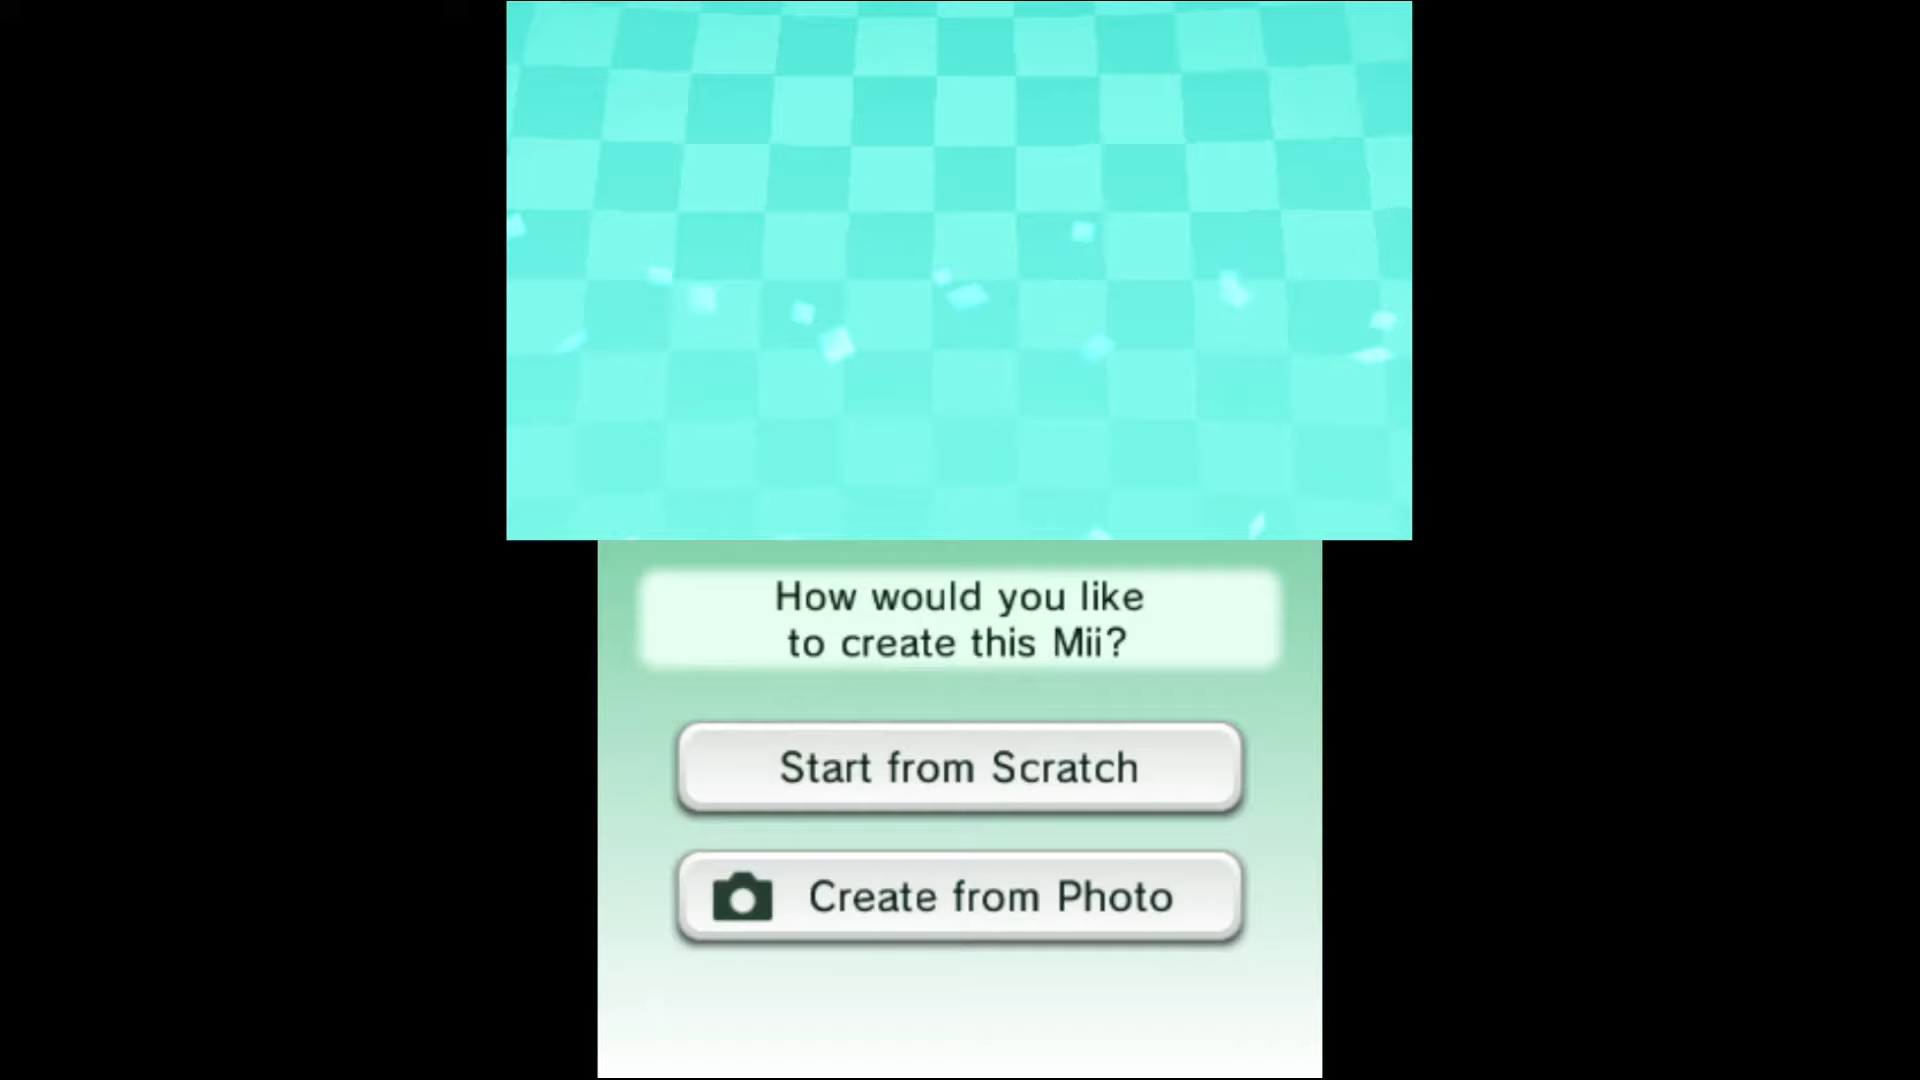 How would you like
to create this Mii?
Start from Scratch
Create from Photo